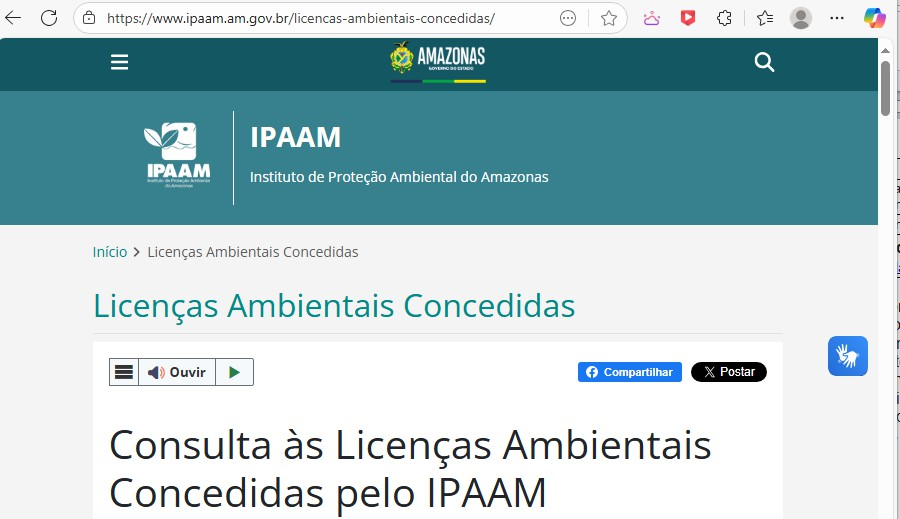 https://www.ipaam.am.gov.br/licencas-ambientais-concedidas/
AMAZONAS
GOVERNO DO ESTADO
IPAAM
Instituto de Proteção Ambiental do Amazonas
IPAAM
Instituto de Proteção Ambiental
do Amazonas
Início > Licenças Ambientais Concedidas
Licenças Ambientais Concedidas
Ouvir
Compartilhar
Postar
Consulta às Licenças Ambientais
Concedidas pelo IPAAM